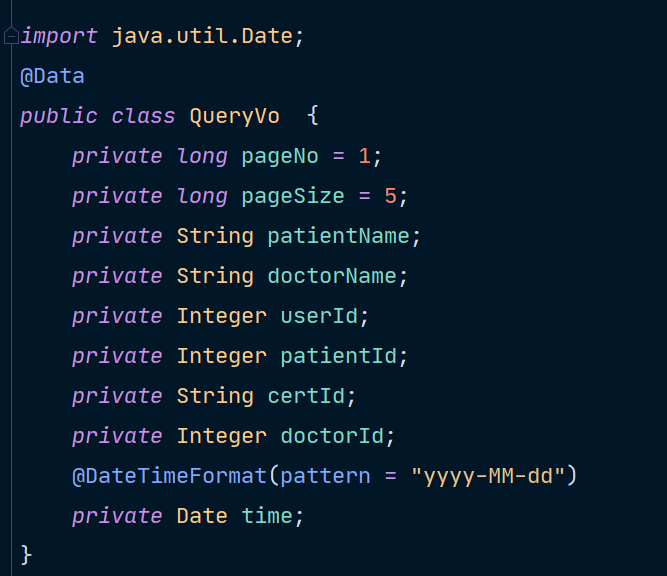 import java.util.Date;
@Data
public class QueryVo  {
    private long pageNo = 1;
    private long pageSize = 5;
    private String patientName;
    private String doctorName;
    private Integer userId;
    private Integer patientId;
    private String certId;
    private Integer doctorId;
    @DateTimeFormat(pattern = "yyyy-MM-dd")
    private Date time;
}